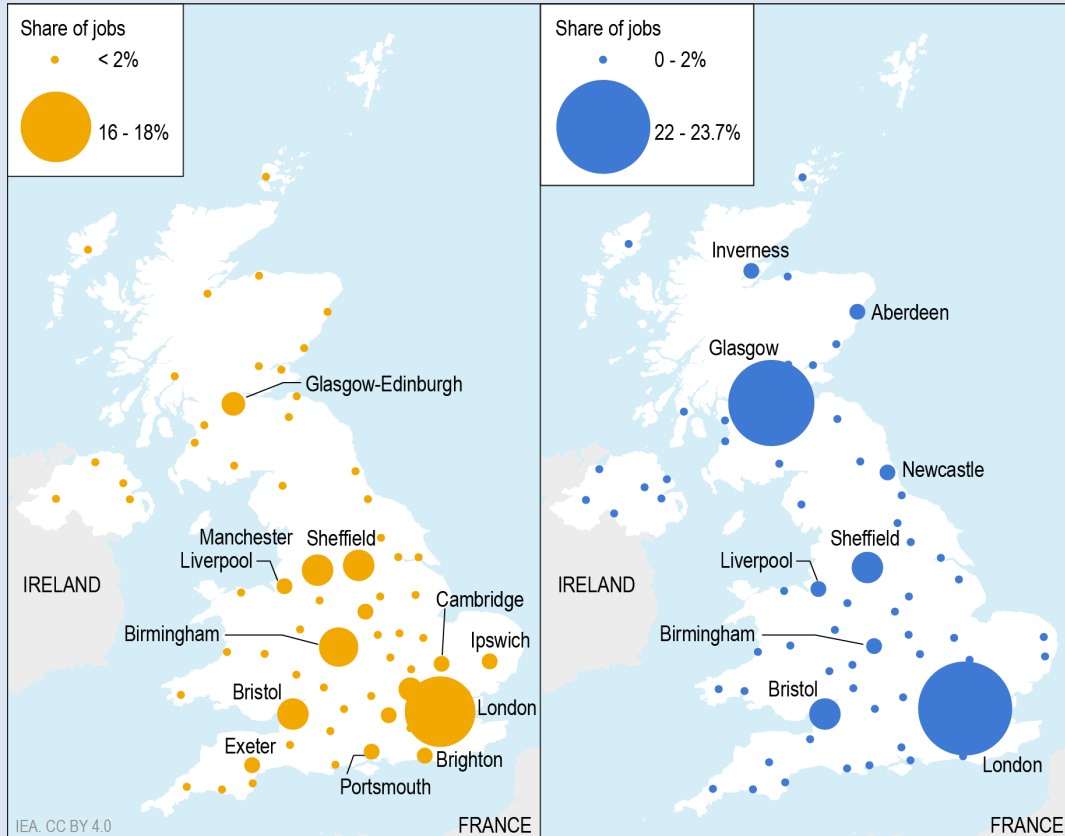 Share of jobs
< 2%
16 - 18%
Glasgow-Edinburgh
Manchester
Sheffield
Liverpool
IRELAND
Cambridge
Birmingham
Ipswich
Bristol
London
Exeter
Brighton
Portsmouth
IEA. CC BY 4.0
FRANCE
Share of jobs
0 - 2%
22 - 23.7%
Inverness
Aberdeen
Glasgow
Newcastle
Sheffield
Liverpool
IRELAND
Birmingham
Bristol
London
FRANCE